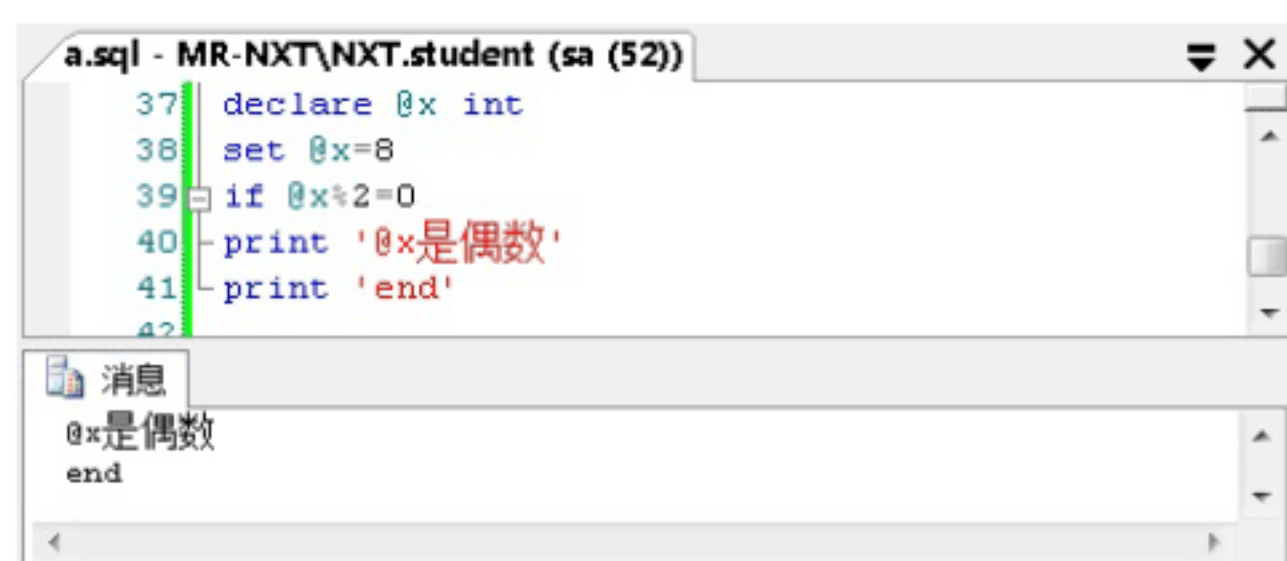 a.sql - MR-NXT\NXT.student (sa (52))
37 declare @x int
38 set @x=8
39 if @x%2=0
40 print '@x是偶数'
41 print 'end'
42
消息
@x是偶数
end